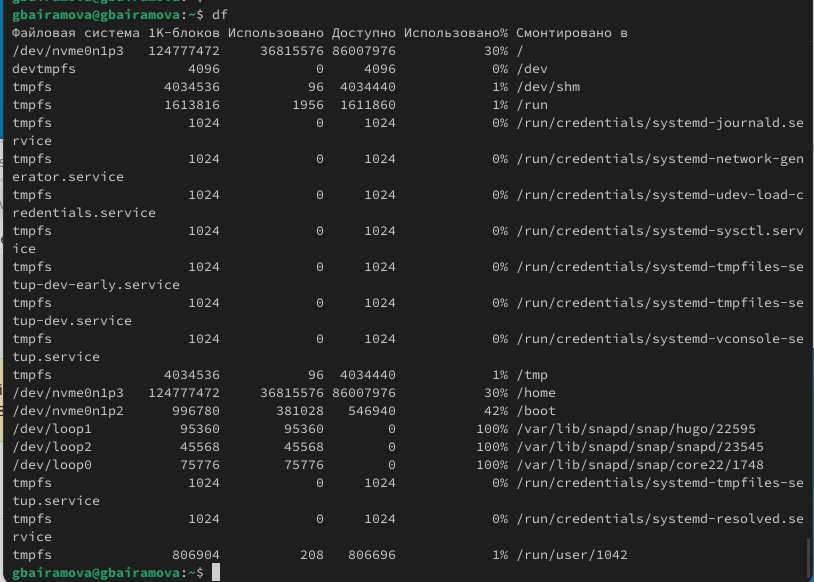 gbairamova@gbairamova:~$ df
Файловая система 1K-блоков Использовано Доступно Использовано% Смонтировано в
/dev/nvme0n1p3   124777472     36815576 86007976           30% /
devtmpfs              4096            0     4096            0% /dev
tmpfs              4034536           96  4034440            1% /dev/shm
tmpfs              1613816         1956  1611860            1% /run
tmpfs                 1024            0     1024            0% /run/credentials/systemd-journald.se
rvice
tmpfs                 1024            0     1024            0% /run/credentials/systemd-network-gen
erator.service
tmpfs                 1024            0     1024            0% /run/credentials/systemd-udev-load-c
redentials.service
tmpfs                 1024            0     1024            0% /run/credentials/systemd-sysctl.serv
ice
tmpfs                 1024            0     1024            0% /run/credentials/systemd-tmpfiles-se
tup-dev-early.service
tmpfs                 1024            0     1024            0% /run/credentials/systemd-tmpfiles-se
tup-dev.service
tmpfs                 1024            0     1024            0% /run/credentials/systemd-vconsole-se
tup.service
tmpfs              4034536           96  4034440            1% /tmp
/dev/nvme0n1p3   124777472     36815576 86007976           30% /home
/dev/nvme0n1p2      996780       381028   546940           42% /boot
/dev/loop1           95360        95360        0          100% /var/lib/snapd/snap/hugo/22595
/dev/loop2           45568        45568        0          100% /var/lib/snapd/snap/snapd/23545
/dev/loop0           75776        75776        0          100% /var/lib/snapd/snap/core22/1748
tmpfs                 1024            0     1024            0% /run/credentials/systemd-tmpfiles-se
tup.service
tmpfs                 1024            0     1024            0% /run/credentials/systemd-resolved.se
rvice
tmpfs               806904          208   806696            1% /run/user/1042
gbairamova@gbairamova:~$